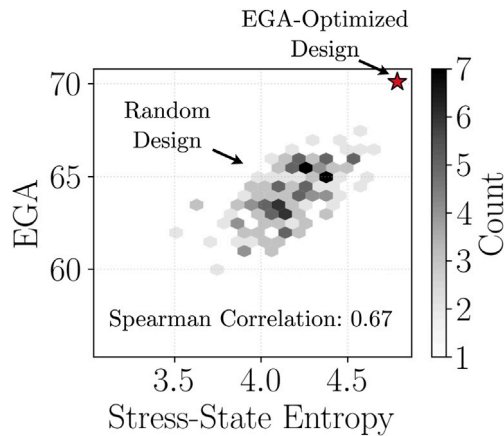 EGA-Optimized
Design
Random
Design
70
65
60
EGA
Spearman Correlation: 0.67
3.5 4.0 4.5
Stress-State Entropy
7
6
5
4
3
2
1
Count